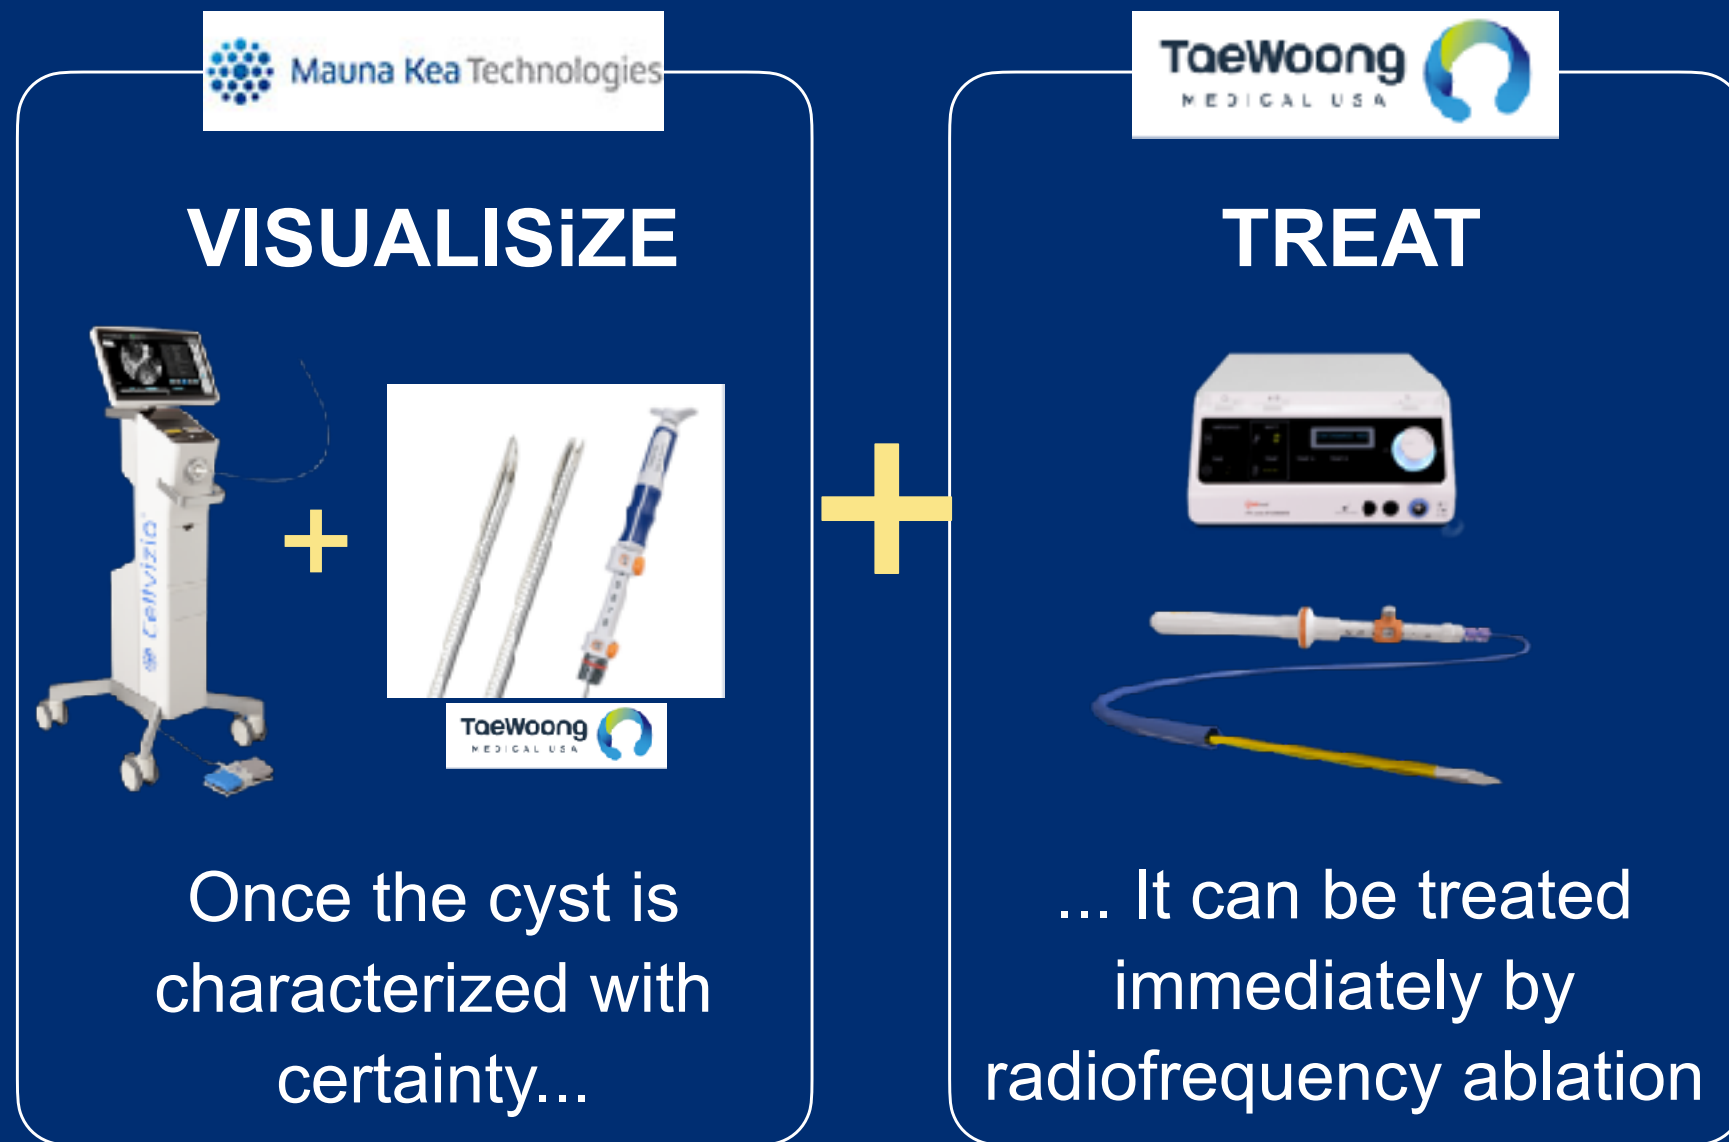 Mauna Kea Technologies
VISUALISiZE
Cellvizio
TaeWoong
MEDICAL USA
Once the cyst is
characterized with
certainty...
TaeWoong
MEDICAL USA
TREAT
... It can be treated
immediately by
radiofrequency ablation